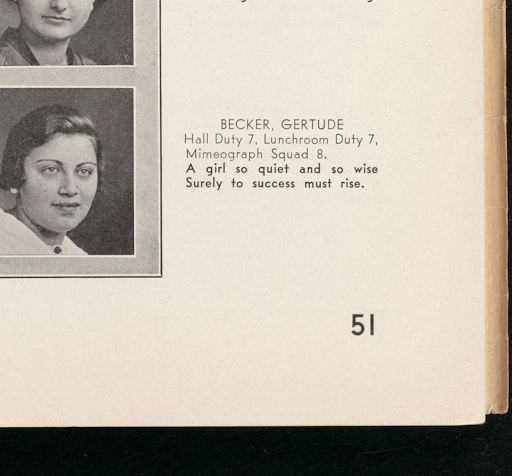 BECKER, GERTUDE
Hall Duty 7, Lunchroom Duty 7,
Mimeograph Squad 8.
A girl so quiet and so wise
Surely to success must rise.
51